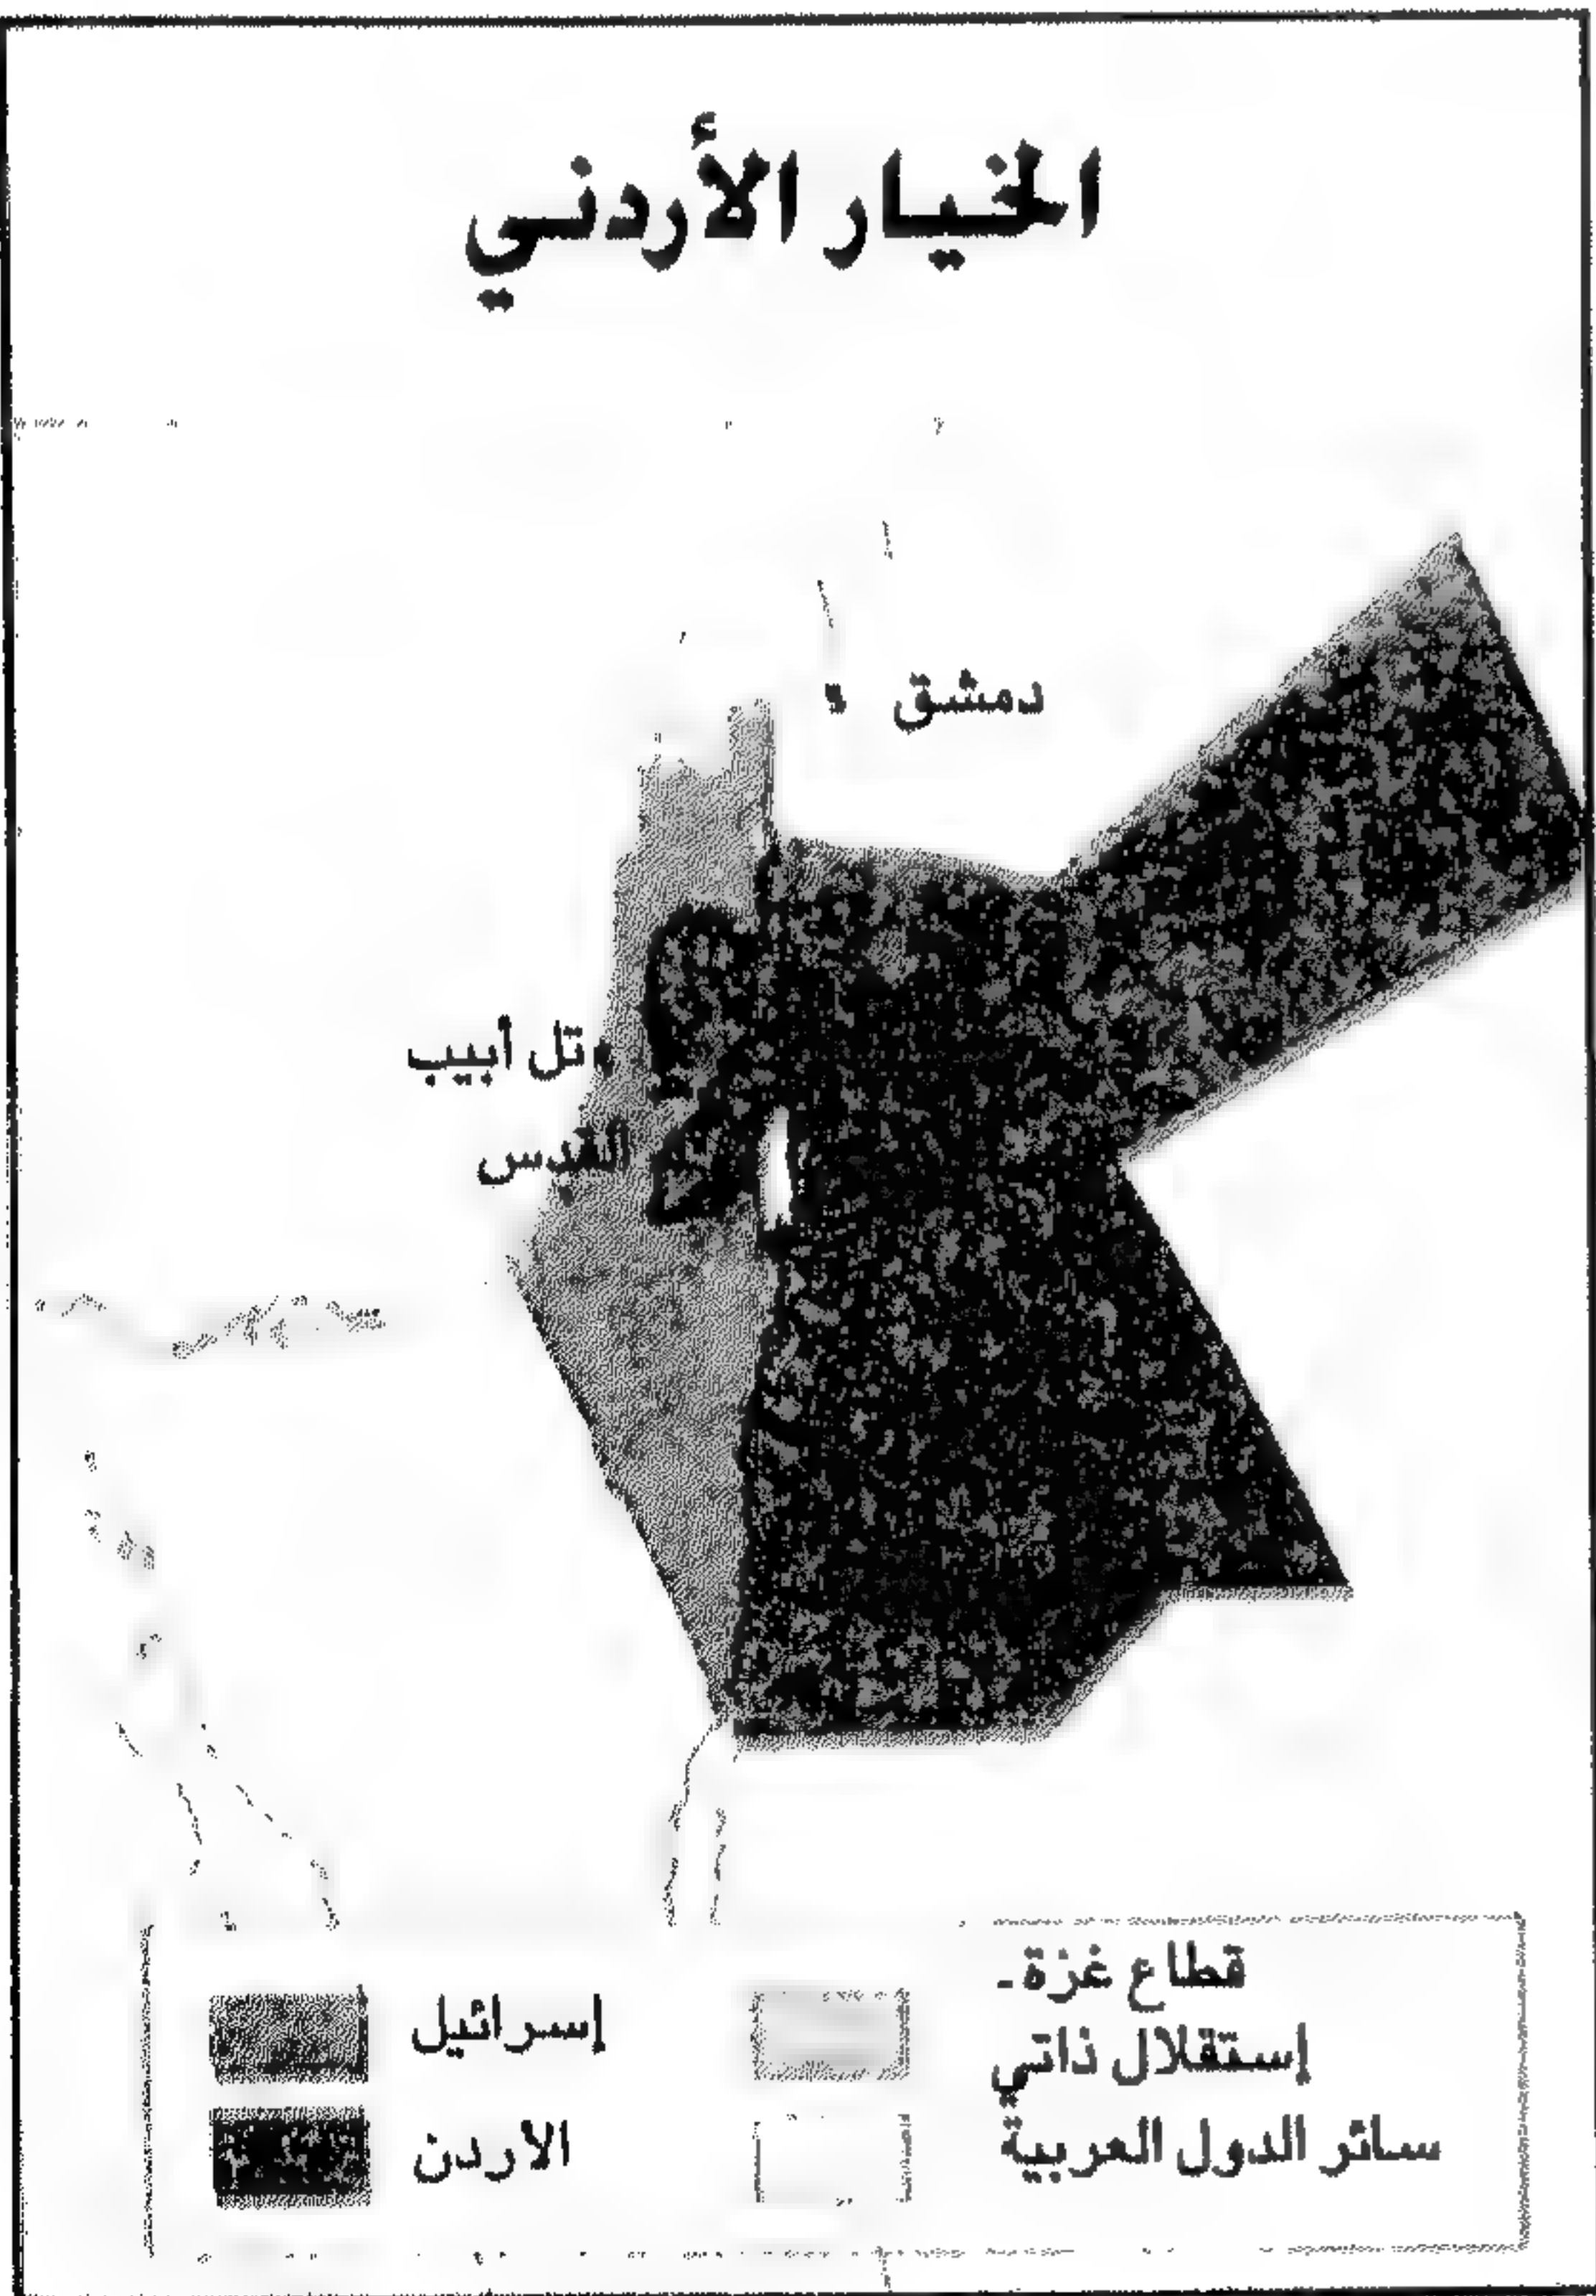 الخيار الأردني
دمشق
تل أبيب
القدس
قطاع غزة -
إستقلال ذاتي
سائر الدول العربية
إسرائيل
الاردن